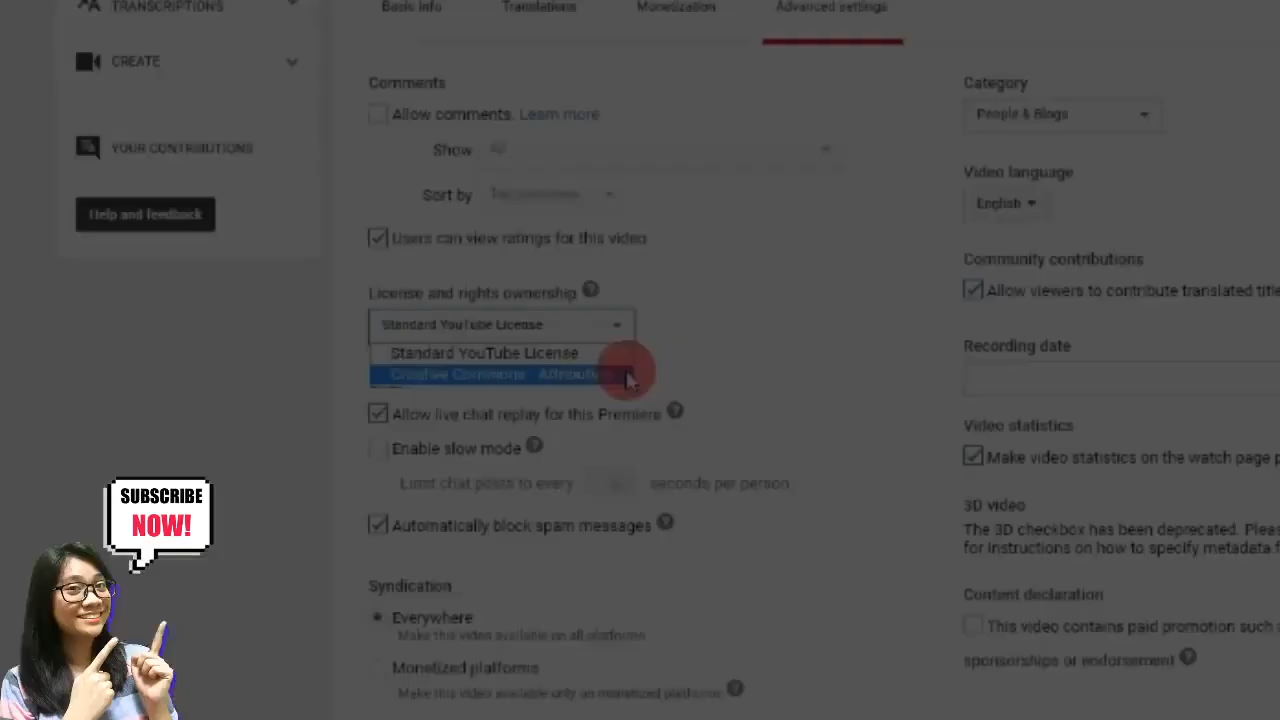 TRANSCRIPTIONS
CREATE
YOUR CONTRIBUTIONS
Help and feedback
Basic info
Translations
Monetization
Advanced settings
Comments
Allow comments. Learn more
Show All
Sort by
Users can view ratings for this video
License and rights ownership
Standard YouTube License
Standard YouTube License
Creative Commons - Attribution
Allow live chat replay for this Premiere
Enable slow mode
Limit chat posts to every
seconds per person
Automatically block spam messages
Syndication
Everywhere
Make this video available on all platforms
Monetized platforms
Make this video available only on monetized platforms
Category
People & Blogs
Video language
English
Community contributions
Allow viewers to contribute translated title
Recording date
Video statistics
Make video statistics on the watch page p
3D video
The 3D checkbox has been deprecated. Pleas
for instructions on how to specify metadata f
Content declaration
This video contains paid promotion such a
sponsorships or endorsement
SUBSCRIBE
NOW!